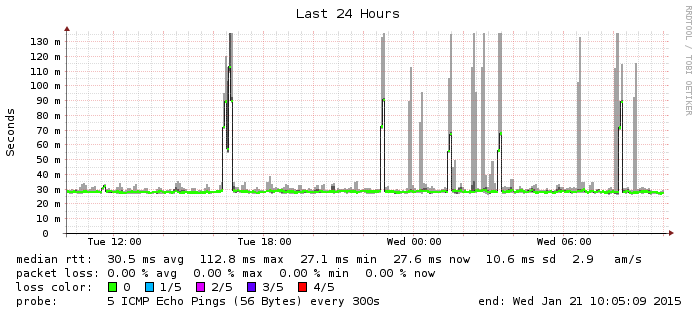 Last 24 Hours
RRDTOOL / TOBI OETIKER
Seconds
130 m
120 m
110 m
100 m
90 m
80 m
70 m
60 m
50 m
40 m
30 m
20 m
10 m
0
Tue 12:00 Tue 18:00 Wed 00:00 Wed 06:00
median rtt: 30.5 ms avg 112.8 ms max 27.1 ms min 27.6 ms now 10.6 ms sd 2.9 am/s
packet loss: 0.00 % avg 0.00 % max 0.00 % min 0.00 % now
loss color: 0 1/5 2/5 3/5 4/5
probe: 5 ICMP Echo Pings (56 Bytes) every 300s end: Wed Jan 21 10:05:09 2015